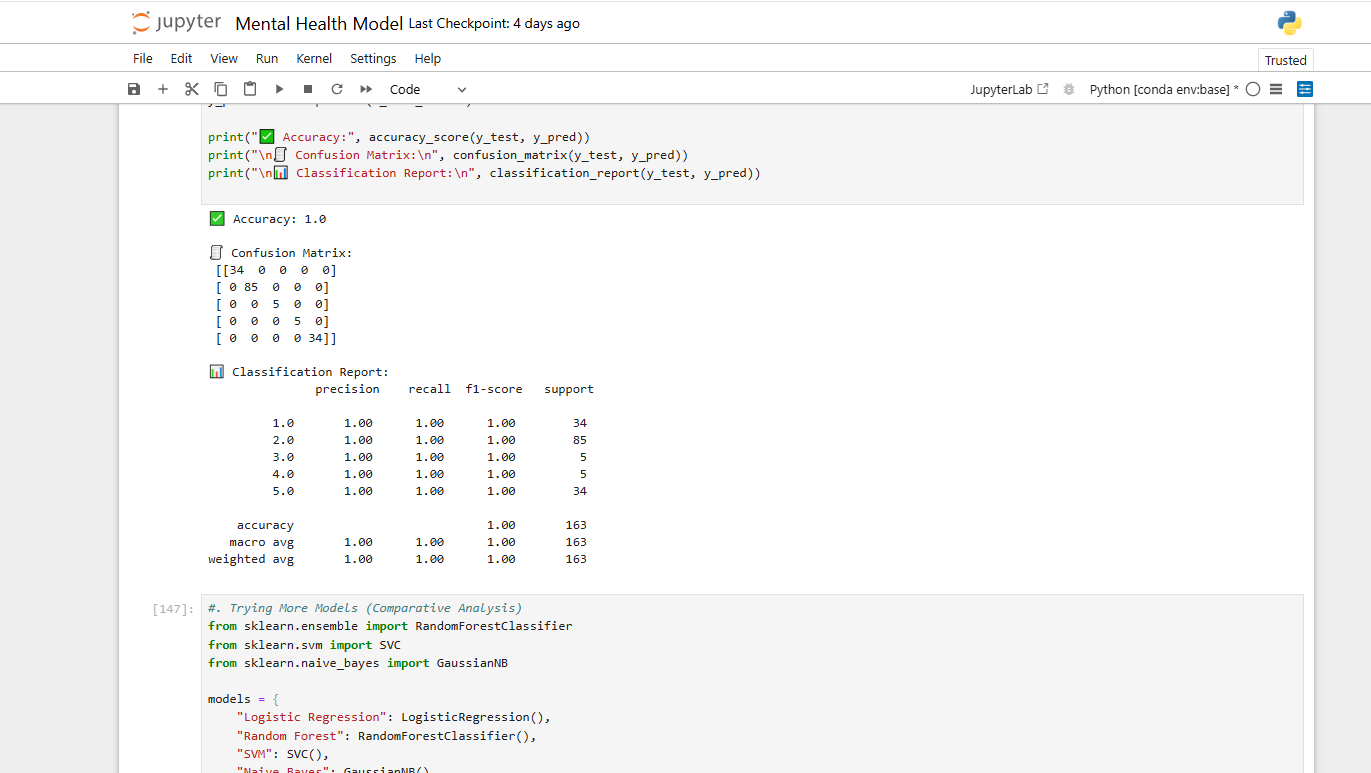 jupyter Mental Health Model Last Checkpoint: 4 days ago
File Edit View Run Kernel Settings Help Trusted
Code JupyterLab Python [conda env:base] *
print("✅ Accuracy:", accuracy_score(y_test, y_pred))
print("\n🧾 Confusion Matrix:\n", confusion_matrix(y_test, y_pred))
print("\n📊 Classification Report:\n", classification_report(y_test, y_pred))
✅ Accuracy: 1.0
🧾 Confusion Matrix:
[[34 0 0 0 0]
[ 0 85 0 0 0]
[ 0 0 5 0 0]
[ 0 0 0 5 0]
[ 0 0 0 0 34]]
📊 Classification Report:
precision recall f1-score support
1.0 1.00 1.00 1.00 34
2.0 1.00 1.00 1.00 85
3.0 1.00 1.00 1.00 5
4.0 1.00 1.00 1.00 5
5.0 1.00 1.00 1.00 34
accuracy 1.00 163
macro avg 1.00 1.00 1.00 163
weighted avg 1.00 1.00 1.00 163
[147]: #. Trying More Models (Comparative Analysis)
from sklearn.ensemble import RandomForestClassifier
from sklearn.svm import SVC
from sklearn.naive_bayes import GaussianNB
models = {
"Logistic Regression": LogisticRegression(),
"Random Forest": RandomForestClassifier(),
"SVM": SVC(),
"Naive Bayes": GaussianNB()